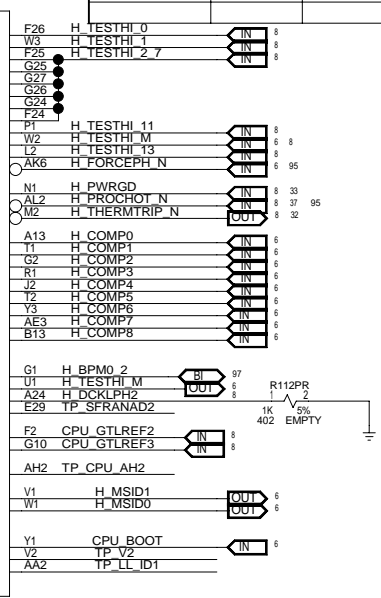 F26 H_TESTHI_0 IN 8
W3 H_TESTHI_1 IN 8
F25 H_TESTHI_2_7 IN 8
G25
G27
G26
G24
F24
P1 H_TESTHI_11 IN 8
W2 H_TESTHI_M IN 6 8
L2 H_TESTHI_13 IN 8
AK6 H_FORCEPH_N IN 6 95
N1 H_PWRGD IN 8 33
AL2 H_PROCHOT_N IN 8 37 95
M2 H_THERMTRIP_N OUT 8 32
A13 H_COMP0 IN 6
T1 H_COMP1 IN 6
G2 H_COMP2 IN 6
R1 H_COMP3 IN 6
J2 H_COMP4 IN 6
T2 H_COMP5 IN 6
Y3 H_COMP6 IN 6
AE3 H_COMP7 IN 6
B13 H_COMP8 IN 6
G1 H_BPM0_2 BI 97
U1 H_TESTHI_M OUT 6
A24 H_DCKLPH2 8
R112PR
1 2
1K 5%
402 EMPTY
E29 TP_SFRANAD2
F2 CPU_GTLREF2 IN 8
G10 CPU_GTLREF3 IN 8
AH2 TP_CPU_AH2
V1 H_MSID1 OUT 6
W1 H_MSID0 OUT 6
Y1 CPU_BOOT IN 6
V2 TP_V2
AA2 TP_LL_ID1